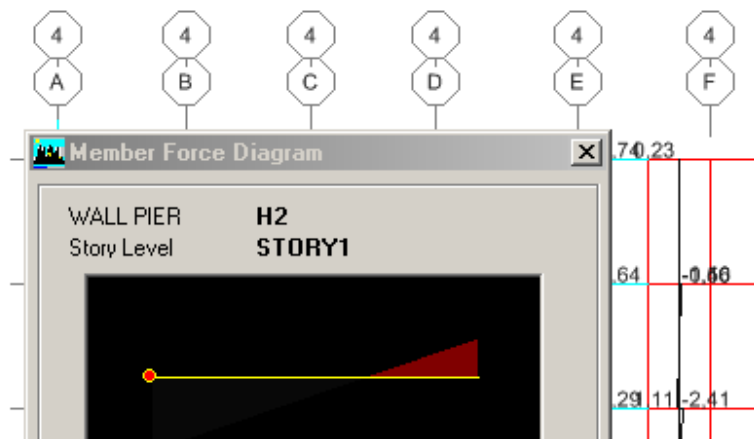 4 4 4 4 4 4
A B C D E F
Member Force Diagram
.74 0.23
WALL PIER H2
Story Level STORY1
.64
.29 1.11 -2.41